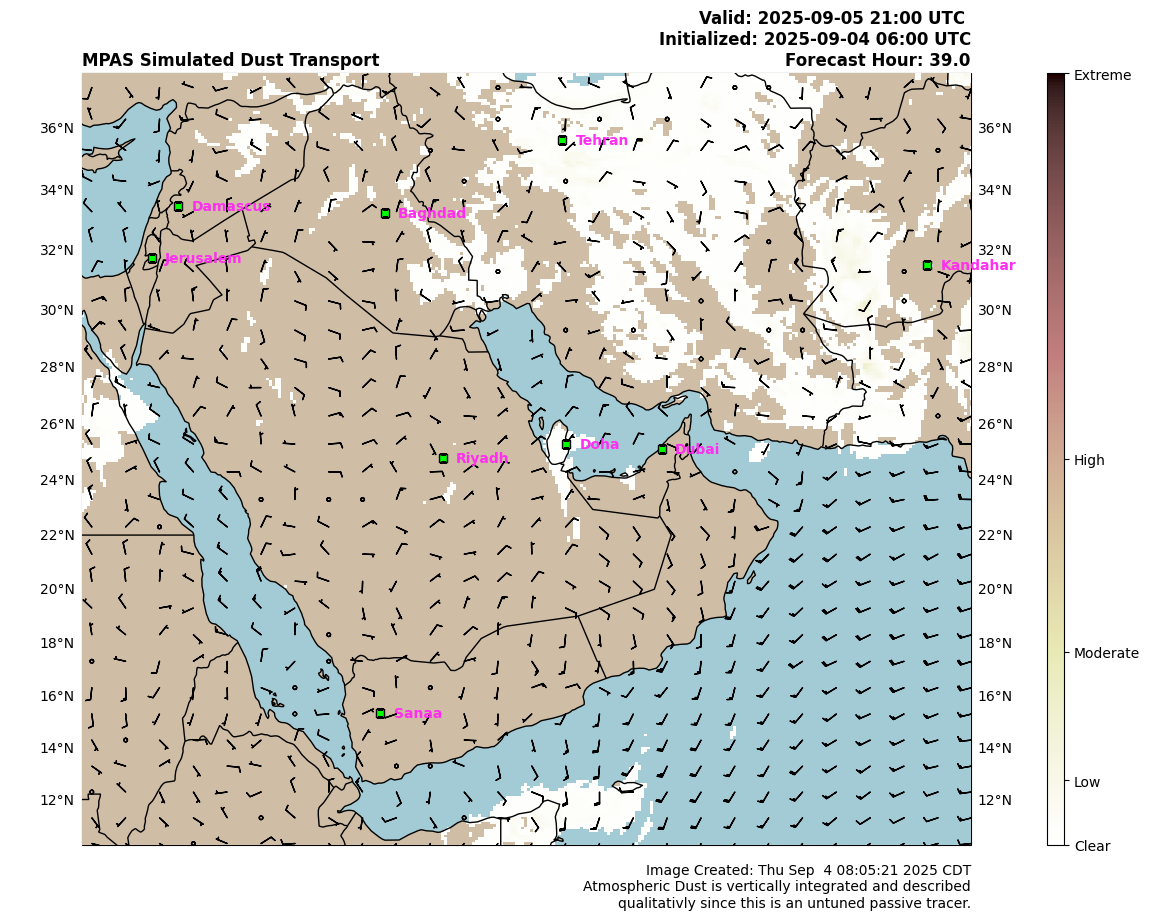 Valid: 2025-09-05 21:00 UTC
Initialized: 2025-09-04 06:00 UTC
MPAS Simulated Dust Transport
Forecast Hour: 39.0
Extreme
36°N
36°N
Tehran
34°N
34°N
Damascus
Baghdad
32°N
32°N
Jerusalem
Kandahar
30°N
30°N
28°N
28°N
26°N
26°N
Doha
Dubai
Riyadh
High
24°N
24°N
22°N
22°N
20°N
20°N
18°N
18°N
Moderate
16°N
16°N
Sanaa
14°N
14°N
Low
12°N
12°N
Clear
Image Created: Thu Sep  4 08:05:21 2025 CDT
Atmospheric Dust is vertically integrated and described
qualitativly since this is an untuned passive tracer.